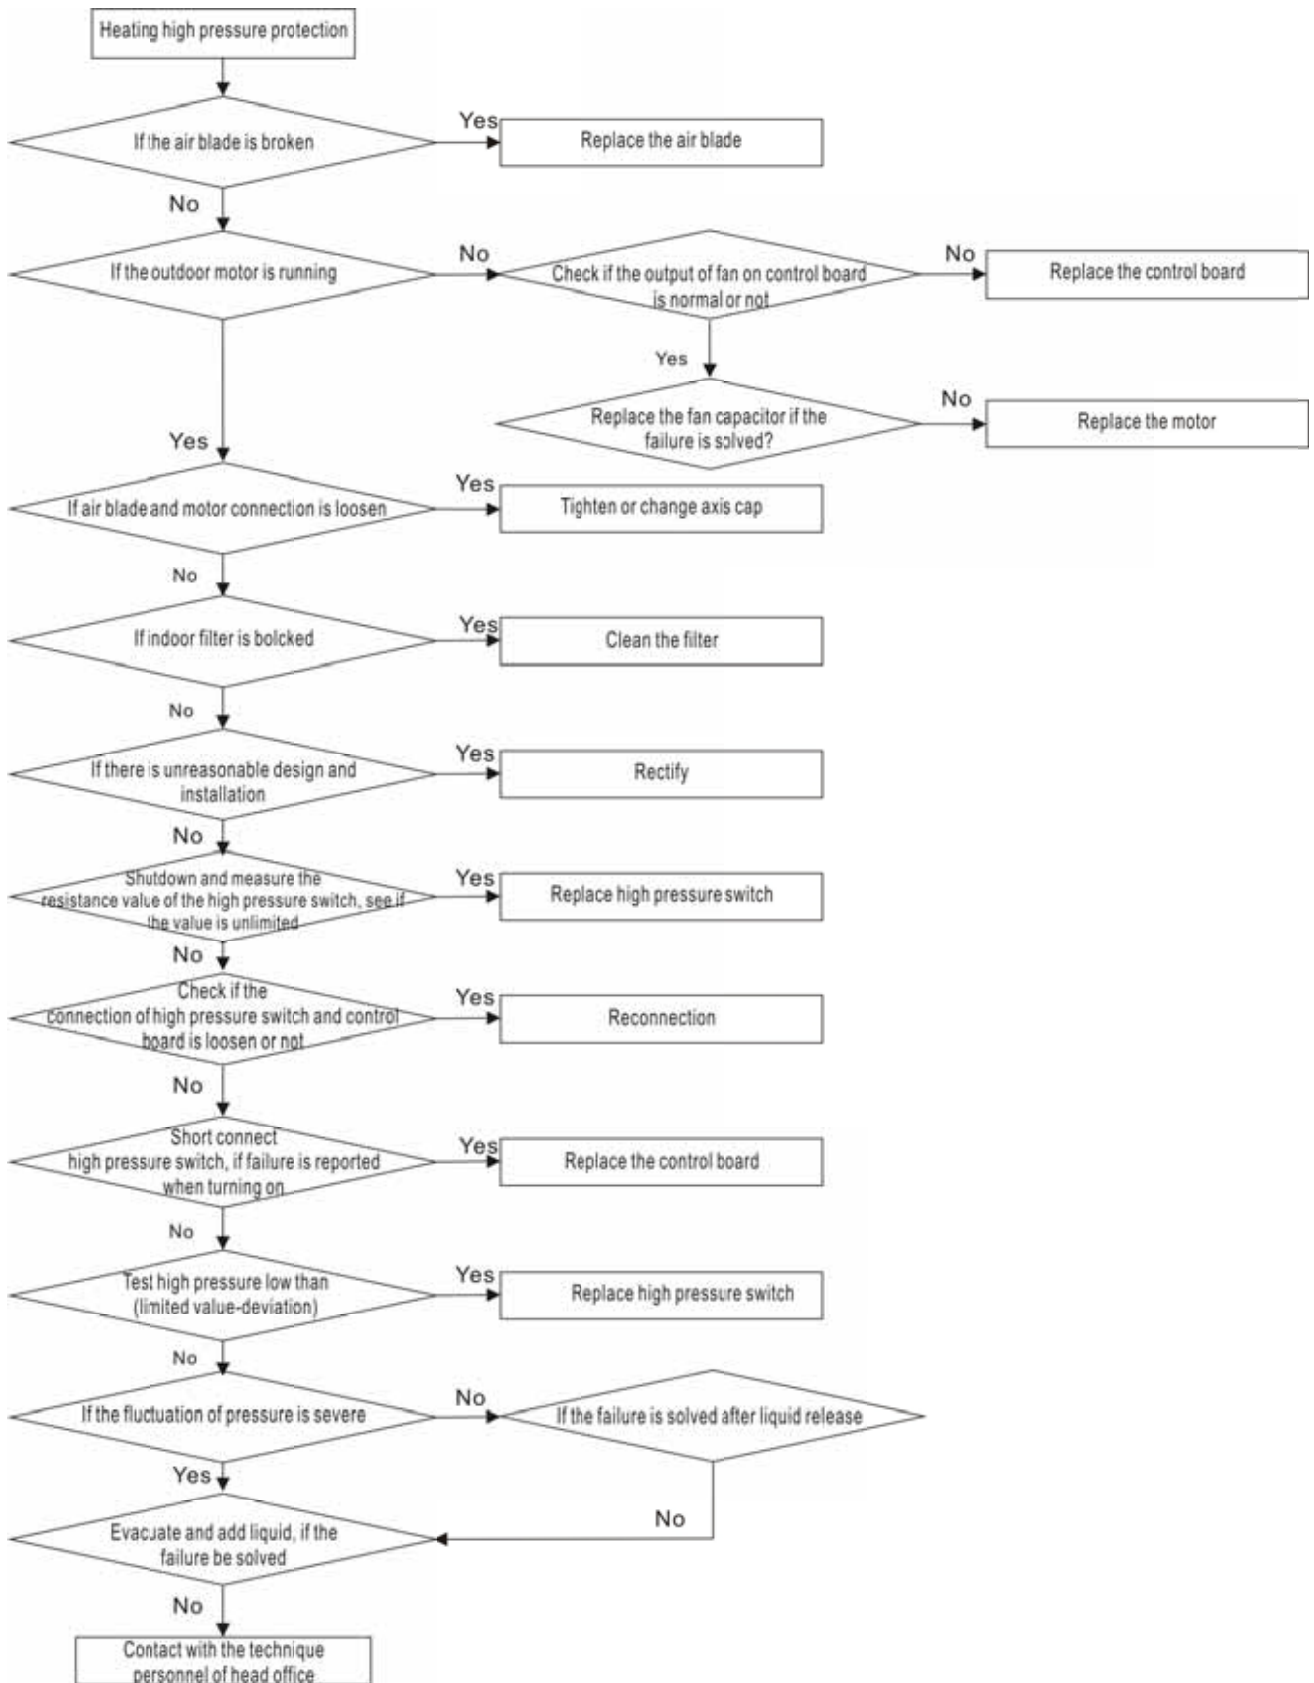 Heating high pressure protection
If the air blade is broken
Yes
Replace the air blade
No
If the outdoor motor is running
No
Check if the output of fan on control board
is normal or not
No
Replace the control board
Yes
Replace the fan capacitor if the
failure is solved?
No
Replace the motor
Yes
If air blade and motor connection is loosen
Yes
Tighten or change axis cap
No
If indoor filter is bolcked
Yes
Clean the filter
No
If there is unreasonable design and
installation
Yes
Rectify
No
Shutdown and measure the
resistance value of the high pressure switch, see if
the value is unlimited
Yes
Replace high pressure switch
No
Check if the
connection of high pressure switch and control
board is loosen or not
Yes
Reconnection
No
Short connect
high pressure switch, if failure is reported
when turning on
Yes
Replace the control board
No
Test high pressure low than
(limited value-deviation)
Yes
Replace high pressure switch
No
If the fluctuation of pressure is severe
No
If the failure is solved after liquid release
Yes
No
Evacuate and add liquid, if the
failure be solved
No
Contact with the technique
personnel of head office